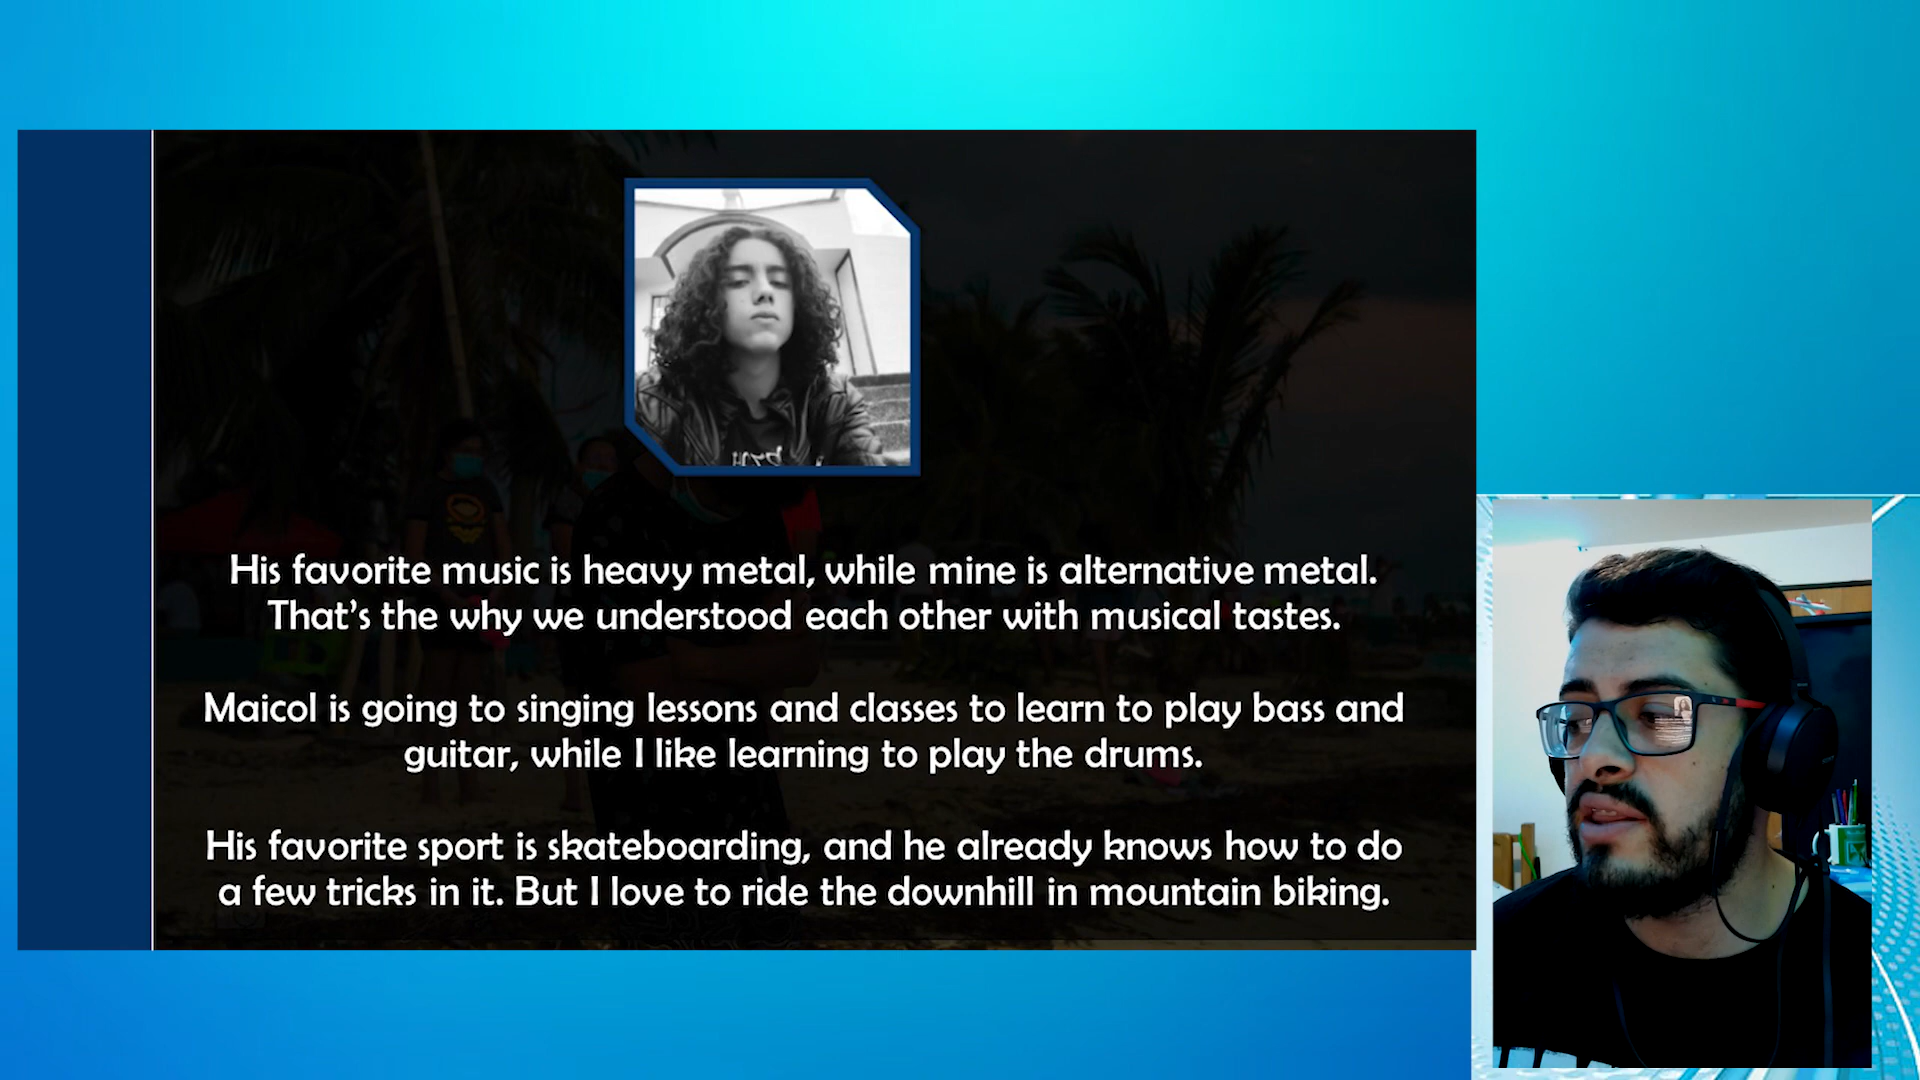 His favorite music is heavy metal, while mine is alternative metal.
That's the why we understood each other with musical tastes.
Maicol is going to singing lessons and classes to learn to play bass and
guitar, while I like learning to play the drums.
His favorite sport is skateboarding, and he already knows how to do
a few tricks in it. But I love to ride the downhill in mountain biking.